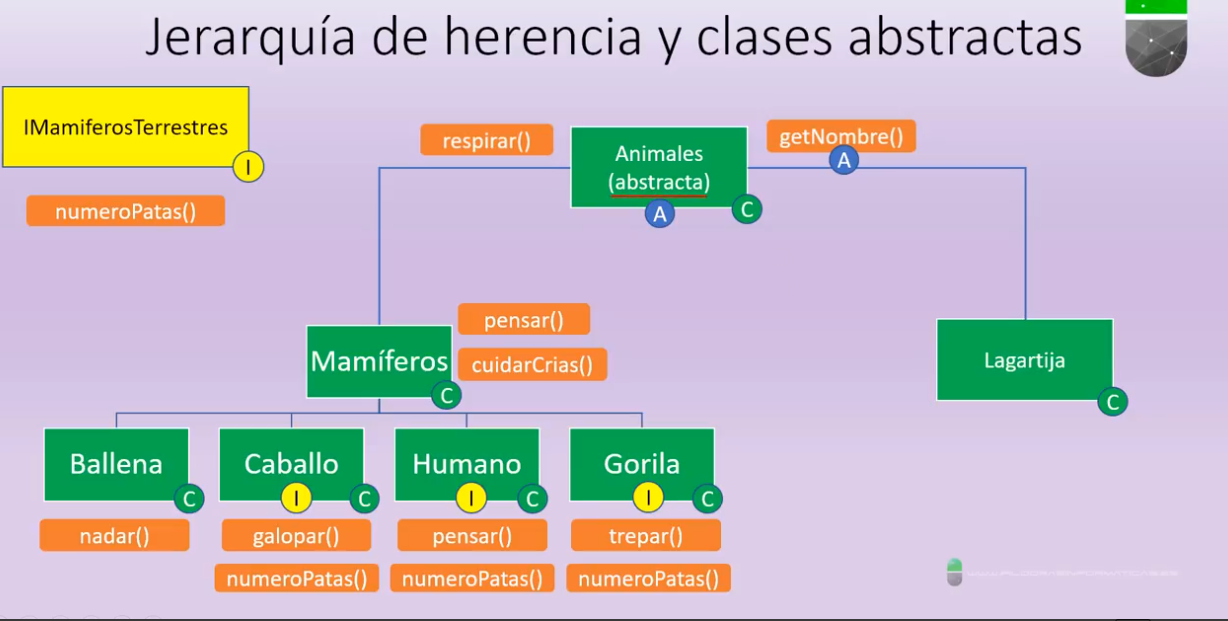 Jerarquía de herencia y clases abstractas
IMamiferosTerrestres
I
numeroPatas()
respirar()
Animales
(abstracta)
A
C
getNombre()
A
pensar()
Mamíferos
cuidarCrias()
C
Lagartija
C
Ballena
C
Caballo
I
C
Humano
I
C
Gorila
I
C
nadar()
galopar()
pensar()
trepar()
numeroPatas()
numeroPatas()
numeroPatas()